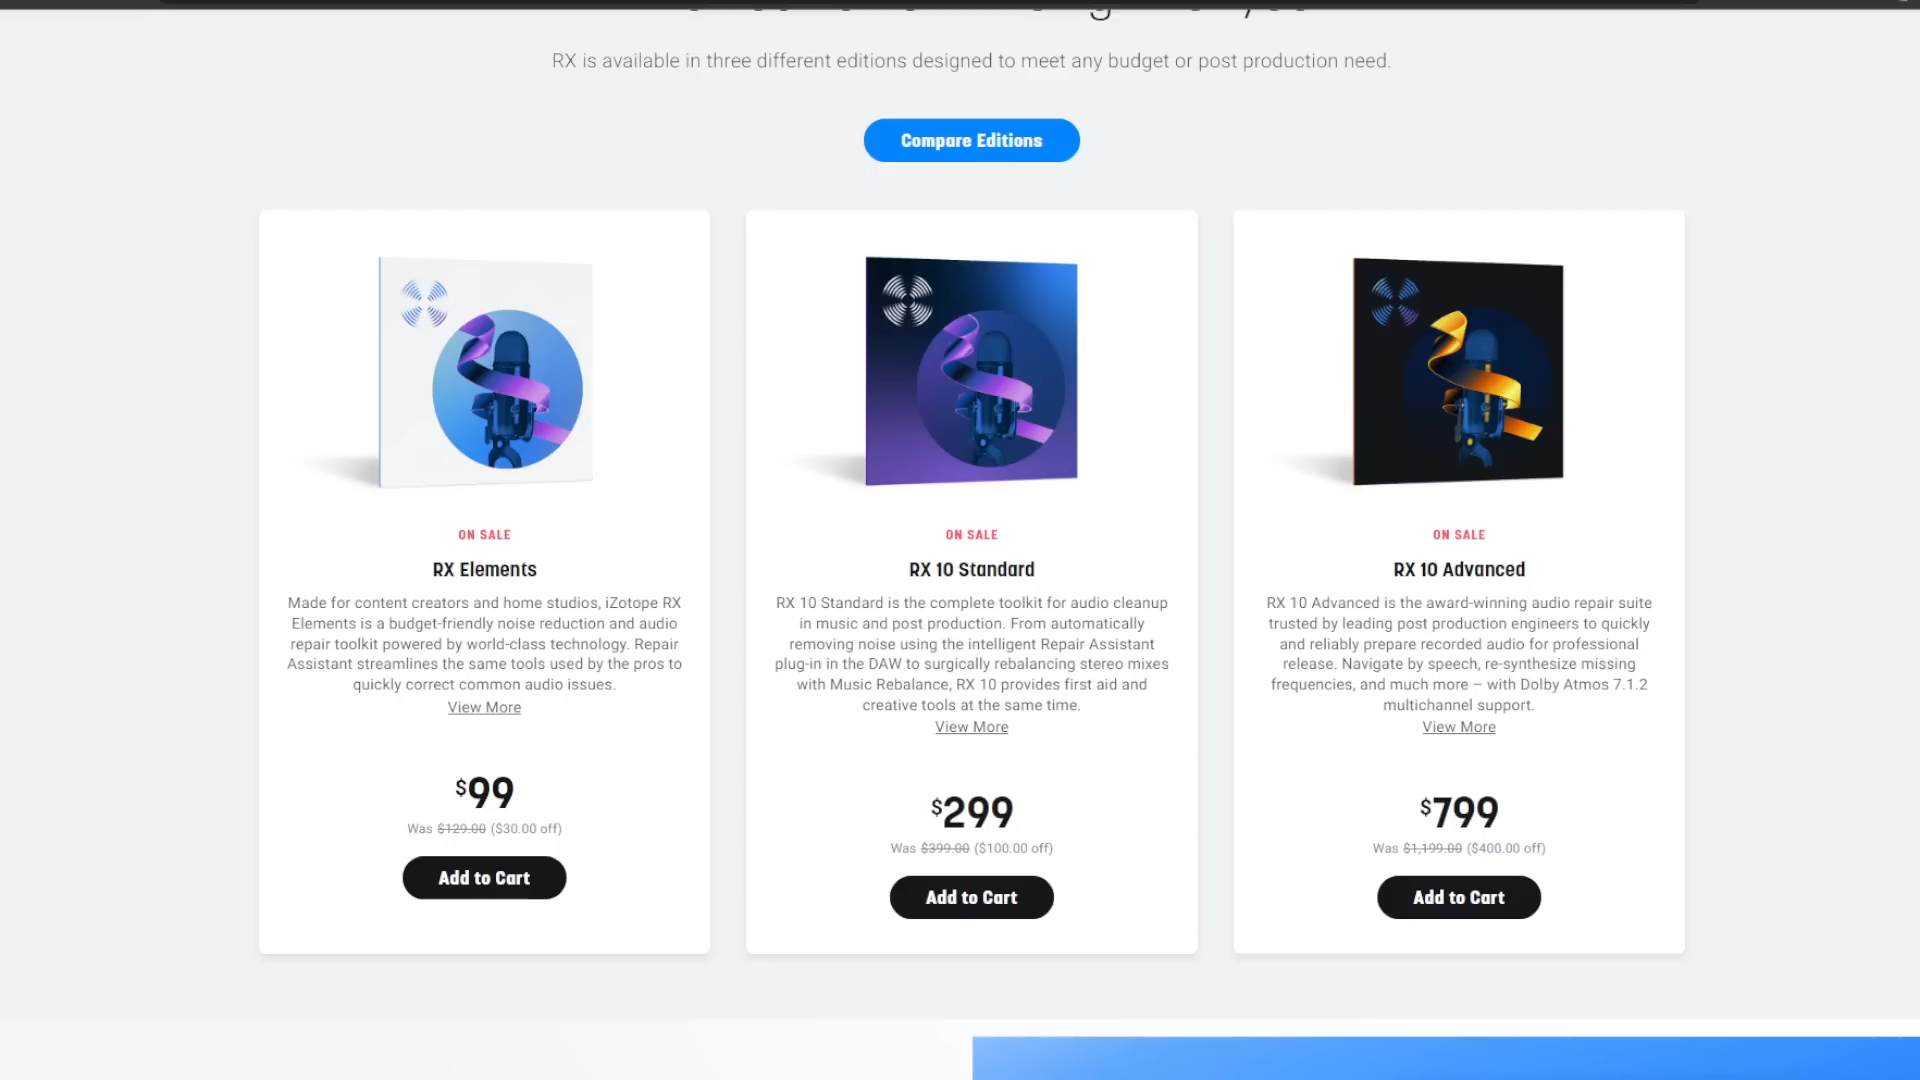 RX is available in three different editions designed to meet any budget or post production need.
Compare Editions
ON SALE
RX Elements
Made for content creators and home studios, iZotope RX
Elements is a budget-friendly noise reduction and audio
repair toolkit powered by world-class technology. Repair
Assistant streamlines the same tools used by the pros to
quickly correct common audio issues.
View More
$99
Was $129.00 ($30.00 off)
Add to Cart
ON SALE
RX 10 Standard
RX 10 Standard is the complete toolkit for audio cleanup
in music and post production. From automatically
removing noise using the intelligent Repair Assistant
plug-in in the DAW to surgically rebalancing stereo mixes
with Music Rebalance, RX 10 provides first aid and
creative tools at the same time.
View More
$299
Was $399.00 ($100.00 off)
Add to Cart
ON SALE
RX 10 Advanced
RX 10 Advanced is the award-winning audio repair suite
trusted by leading post production engineers to quickly
and reliably prepare recorded audio for professional
release. Navigate by speech, re-synthesize missing
frequencies, and much more – with Dolby Atmos 7.1.2
multichannel support.
View More
$799
Was $1,199.00 ($400.00 off)
Add to Cart